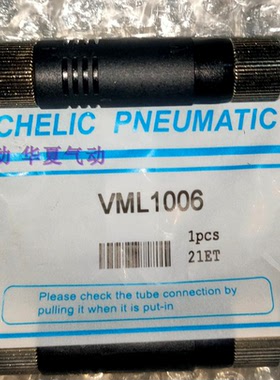 CHELIC PNEUMATIC
动 华夏气动
VML1006
1pcs
21ET
Please check the tube connection by
pulling it when it is put-in